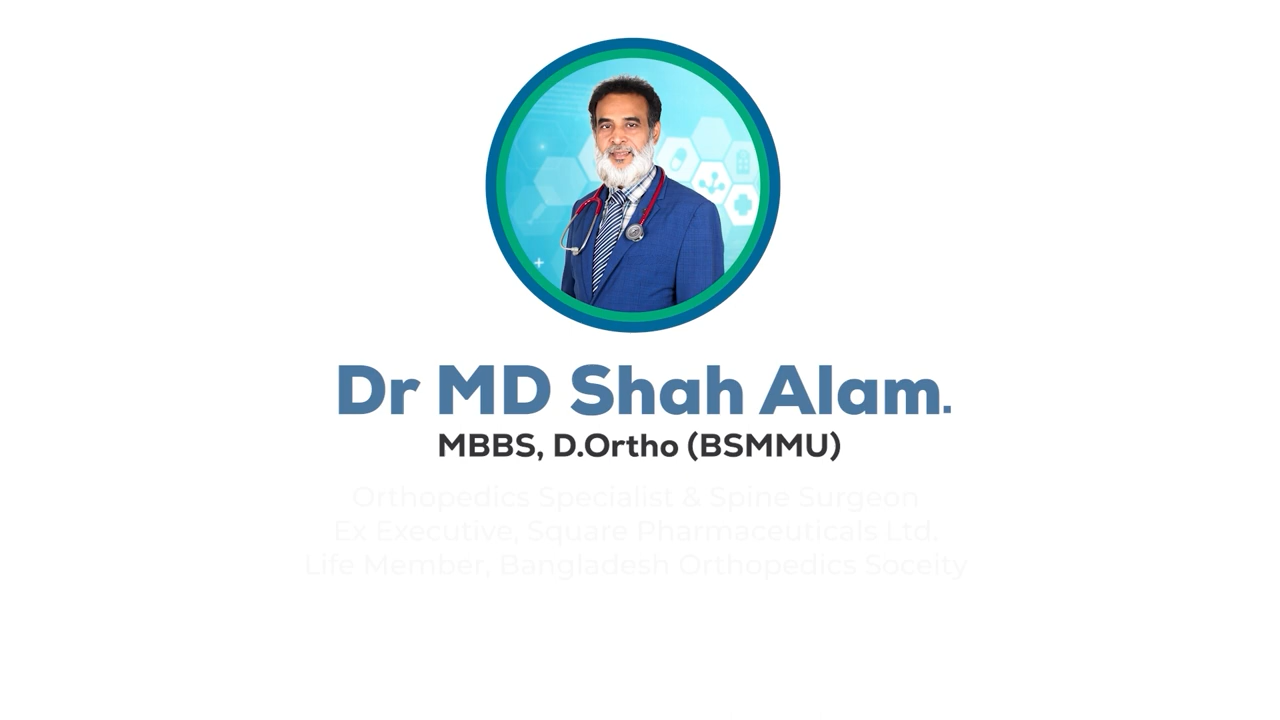 Dr MD Shah Alam.
MBBS, D.Ortho (BSMMU)
Orthopedics Specialist & Spine Surgeon
Ex Executive, Square Pharmaceuticals Ltd,
Life Member, Bangladesh Orthopedics Soceity